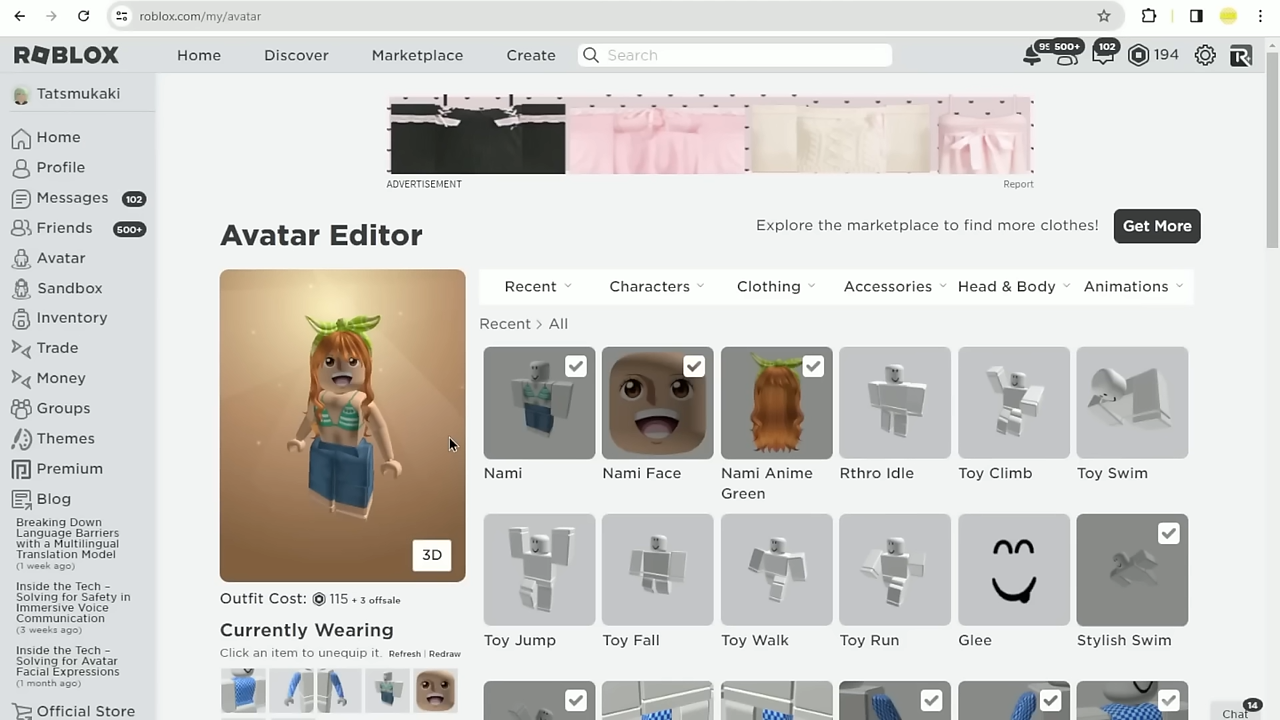 roblox.com/my/avatar
ROBLOX
Home
Discover
Marketplace
Create
Search
500+
102
194
Tatsmukaki
Home
Profile
Messages
102
Friends
500+
Avatar
Sandbox
Inventory
Trade
Money
Groups
Themes
Premium
Blog
Breaking Down
Language Barriers
with a Multilingual
Translation Model
(1 week ago)
Inside the Tech –
Solving for Safety in
Immersive Voice
Communication
(3 weeks ago)
Inside the Tech –
Solving for Avatar
Facial Expressions
(1 month ago)
Official Store
ADVERTISEMENT
Report
Avatar Editor
Explore the marketplace to find more clothes!
Get More
3D
Outfit Cost: 115 + 3 offsale
Currently Wearing
Click an item to unequip it. Refresh | Redraw
Recent
Characters
Clothing
Accessories
Head & Body
Animations
Recent > All
Nami
Nami Face
Nami Anime
Green
Rthro Idle
Toy Climb
Toy Swim
Toy Jump
Toy Fall
Toy Walk
Toy Run
Glee
Stylish Swim
Chat
14